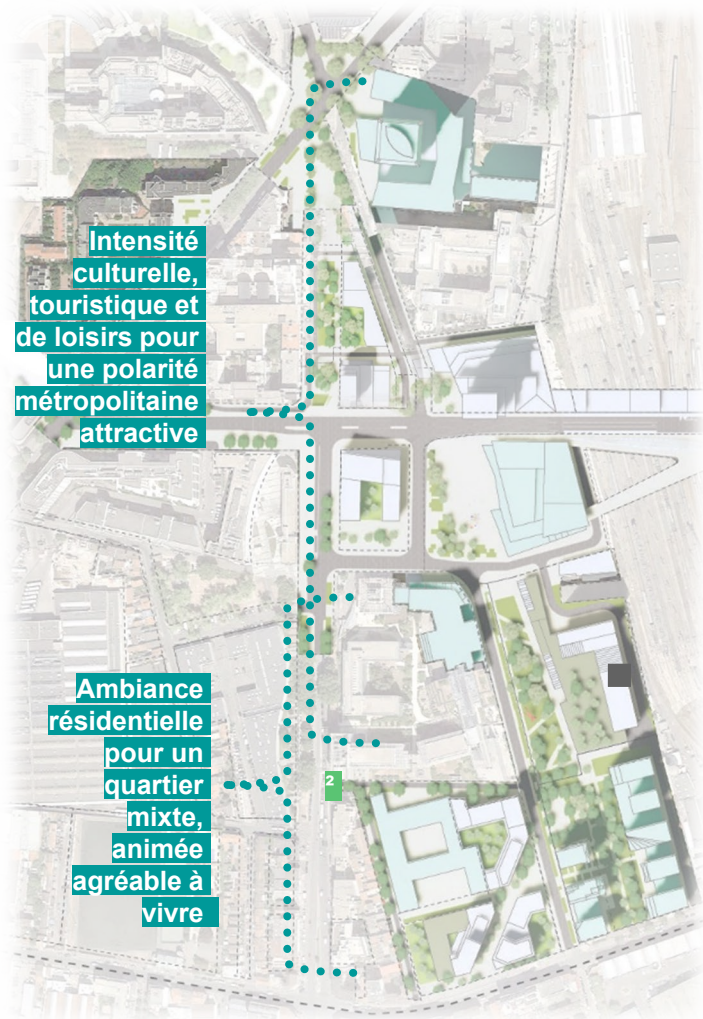 Intensité
culturelle,
touristique et
de loisirs pour
une polarité
métropolitaine
attractive
Ambiance
résidentielle
pour un
quartier
mixte,
animée
agréable à
vivre
2